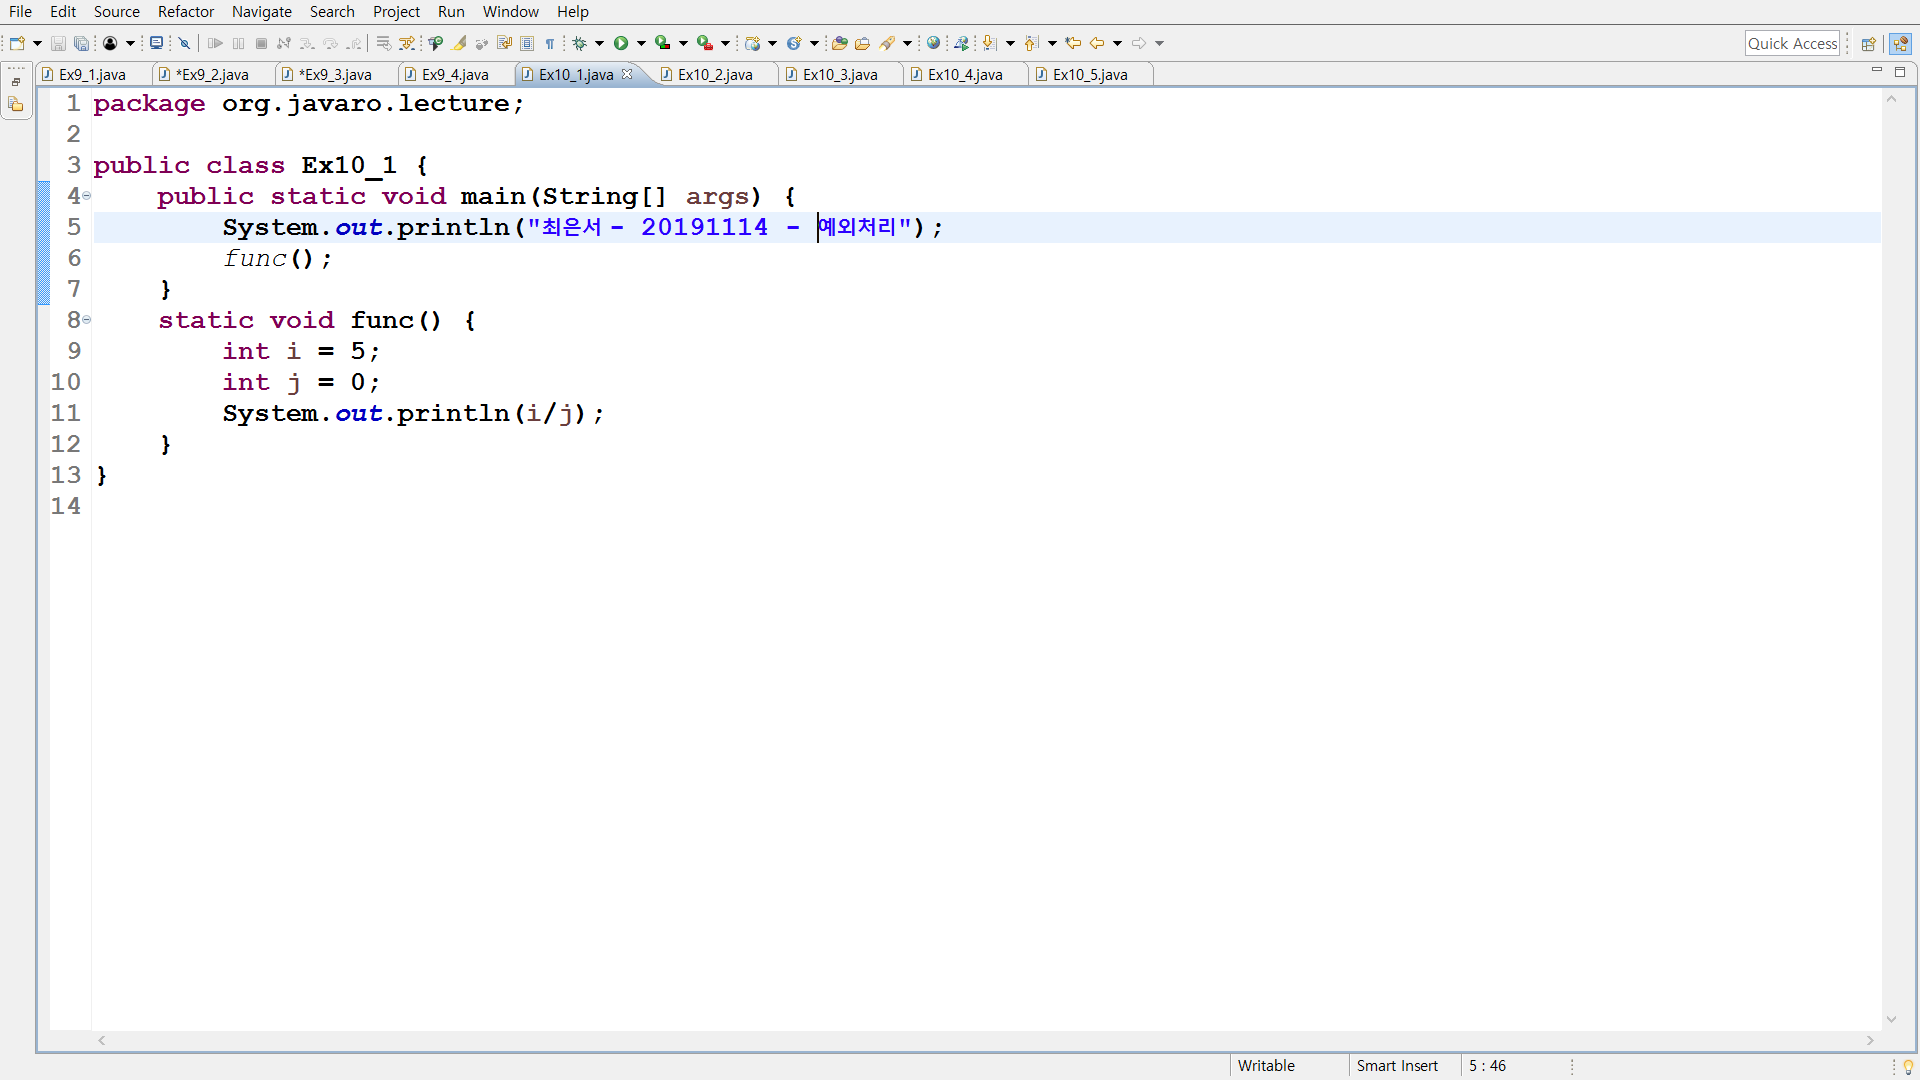 File Edit Source Refactor Navigate Search Project Run Window Help
Quick Access
Ex9_1.java *Ex9_2.java *Ex9_3.java Ex9_4.java Ex10_1.java Ex10_2.java Ex10_3.java Ex10_4.java Ex10_5.java
1 package org.javaro.lecture;
2
3 public class Ex10_1 {
4 public static void main(String[] args) {
5 System.out.println("최은서 - 20191114 - 예외처리");
6 func();
7 }
8 static void func() {
9 int i = 5;
10 int j = 0;
11 System.out.println(i/j);
12 }
13 }
14
Writable Smart Insert 5 : 46